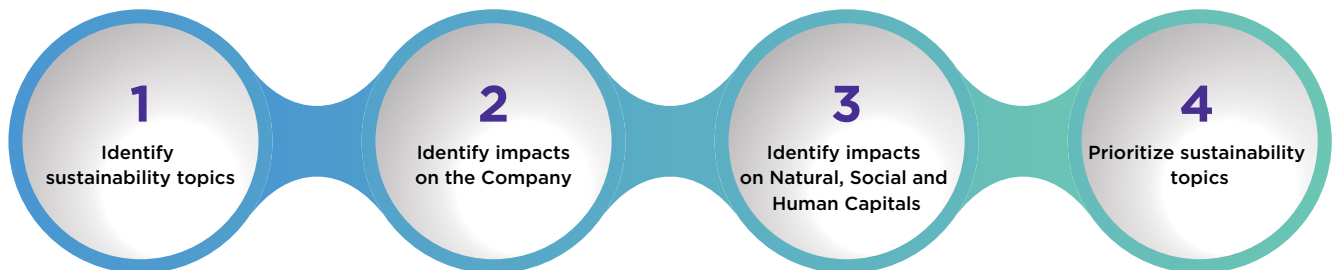 1
Identify
sustainability topics
2
Identify impacts
on the Company
3
Identify impacts
on Natural, Social and
Human Capitals
4
Prioritize sustainability
topics